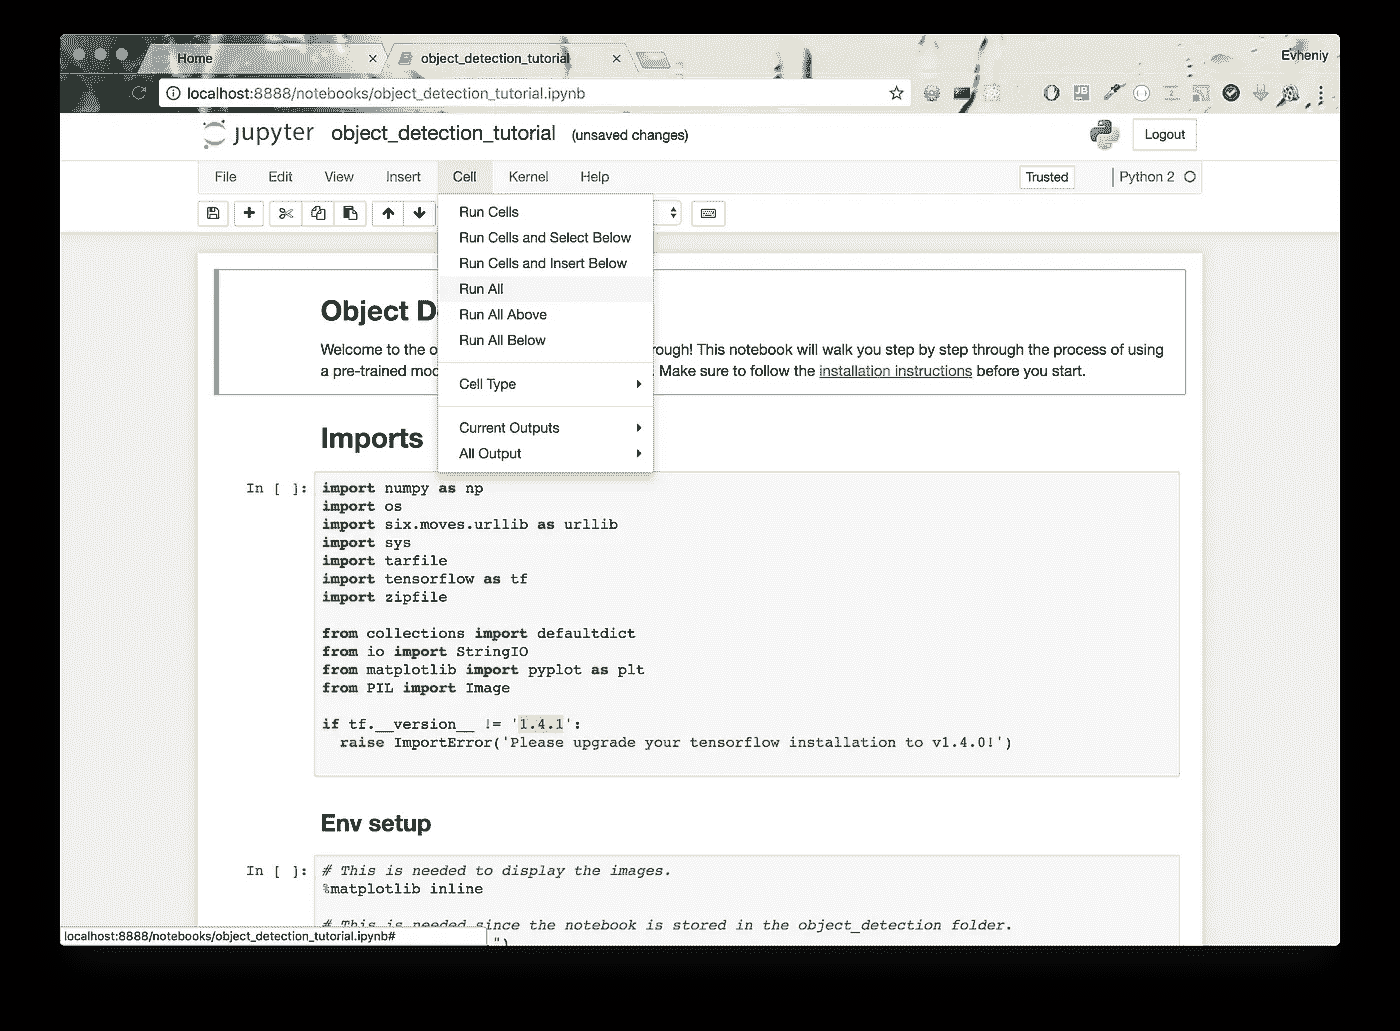 Home
object_detection_tutorial
Evheniy
localhost:8888/notebooks/object_detection_tutorial.ipynb
JB
jupyter object_detection_tutorial (unsaved changes)
Logout
File Edit View Insert Cell Kernel Help
Trusted
Python 2
Run Cells
Run Cells and Select Below
Run Cells and Insert Below
Run All
Run All Above
Run All Below
Cell Type
Current Outputs
All Output
Object D
Welcome to the o rough! This notebook will walk you step by step through the process of using
a pre-trained mod . Make sure to follow the installation instructions before you start.
Imports
In [ ]:
import numpy as np
import os
import six.moves.urllib as urllib
import sys
import tarfile
import tensorflow as tf
import zipfile
from collections import defaultdict
from io import StringIO
from matplotlib import pyplot as plt
from PIL import Image
if tf.__version__ != '1.4.1':
raise ImportError('Please upgrade your tensorflow installation to v1.4.0!')
Env setup
In [ ]:
# This is needed to display the images.
%matplotlib inline
# This is needed since the notebook is stored in the object_detection folder.
")
localhost:8888/notebooks/object_detection_tutorial.ipynb#